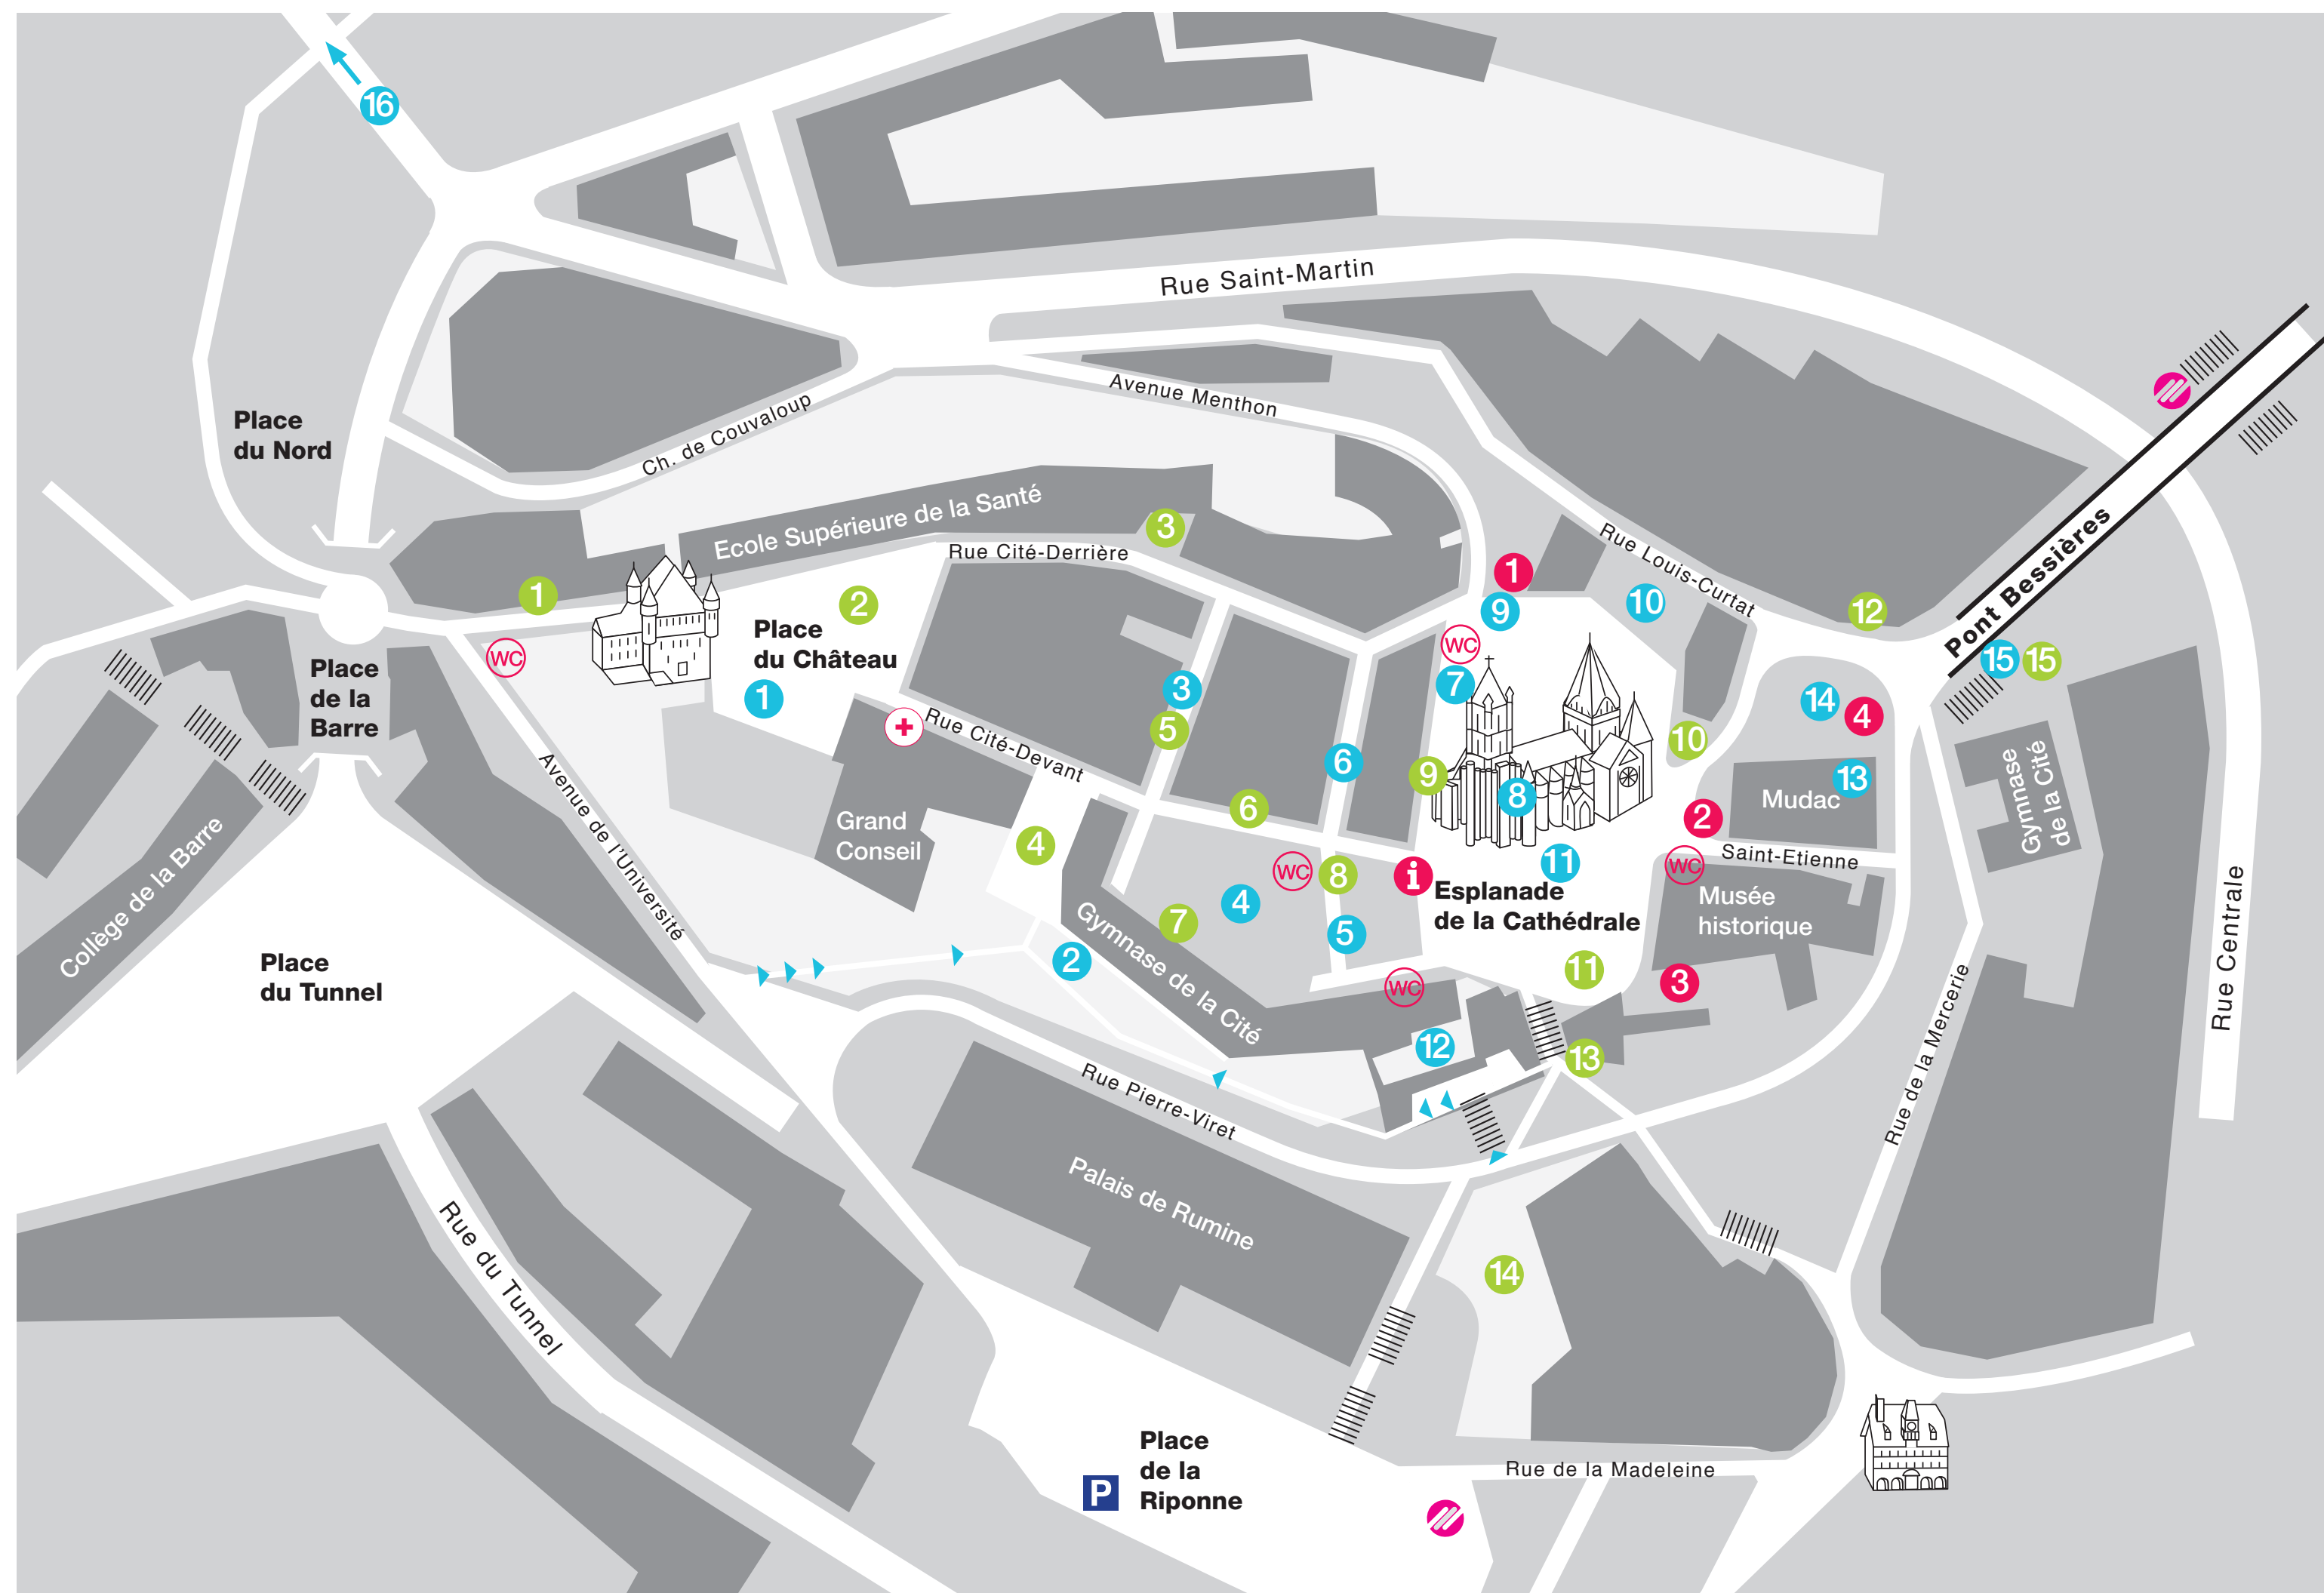 16
Rue Saint-Martin
Avenue Menthon
Ch. de Couvaloup
Place
du Nord
Ecole Supérieure de la Santé
3
Rue Cité-Derrière
Rue Louis-Curtat
Pont Bessières
1
2
1
9
10
12
Place
du Château
WC
WC
15
15
Place
de la
Barre
1
3
7
14
4
5
Rue Cité-Devant
10
6
9
8
13
Mudac
Gymnase
de la Cité
Avenue de l'Université
Grand
Conseil
4
6
2
Saint-Etienne
WC
Collège de la Barre
WC
8
i
11
Esplanade
de la Cathédrale
Musée
historique
4
7
5
Gymnase de la Cité
2
Place
du Tunnel
11
3
WC
12
13
Rue Centrale
Rue de la Mercerie
Rue Pierre-Viret
Palais de Rumine
Rue du Tunnel
14
Place
de la
Riponne
P
Rue de la Madeleine